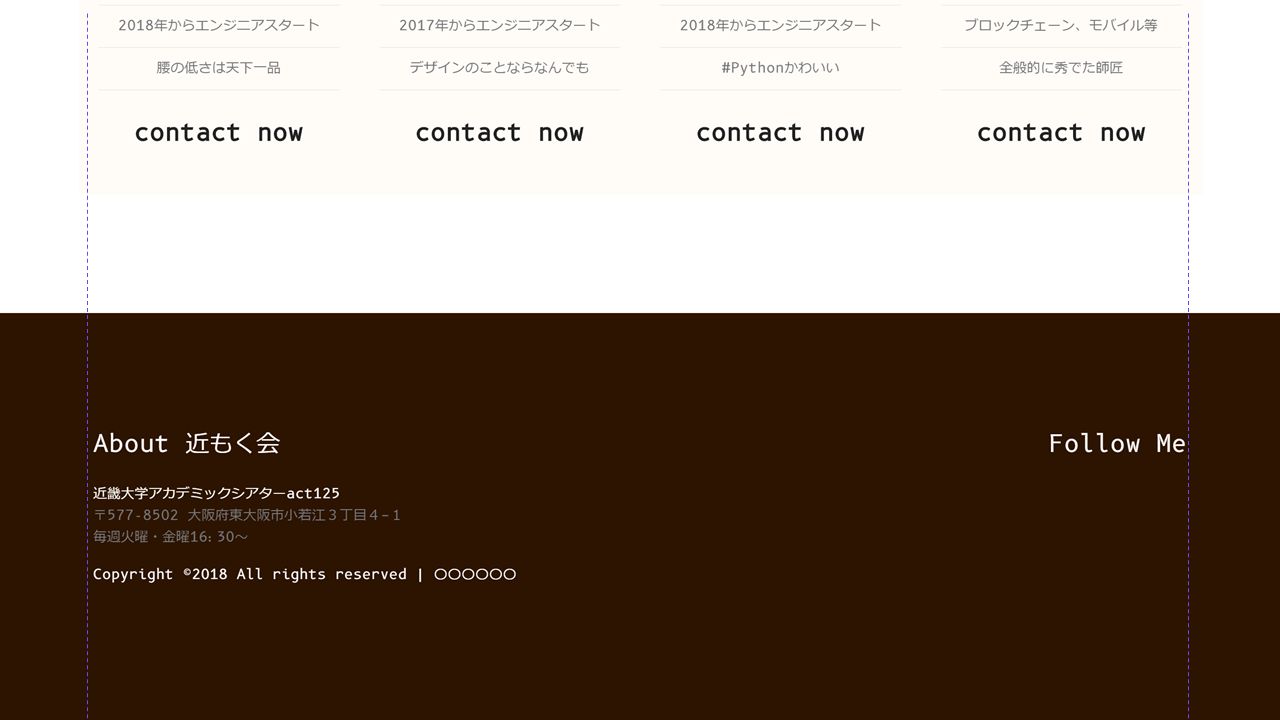 2018年からエンジニアスタート
2017年からエンジニアスタート
2018年からエンジニアスタート
ブロックチェーン、モバイル等
腰の低さは天下一品
デザインのことならなんでも
#Pythonかわいい
全般的に秀でた師匠
contact now
contact now
contact now
contact now
About 近もく会
Follow Me
近畿大学アカデミックシアターact125
〒577-8502 大阪府東大阪市小若江３丁目４−１
毎週火曜・金曜16：30〜
Copyright ©2018 All rights reserved | 〇〇〇〇〇〇